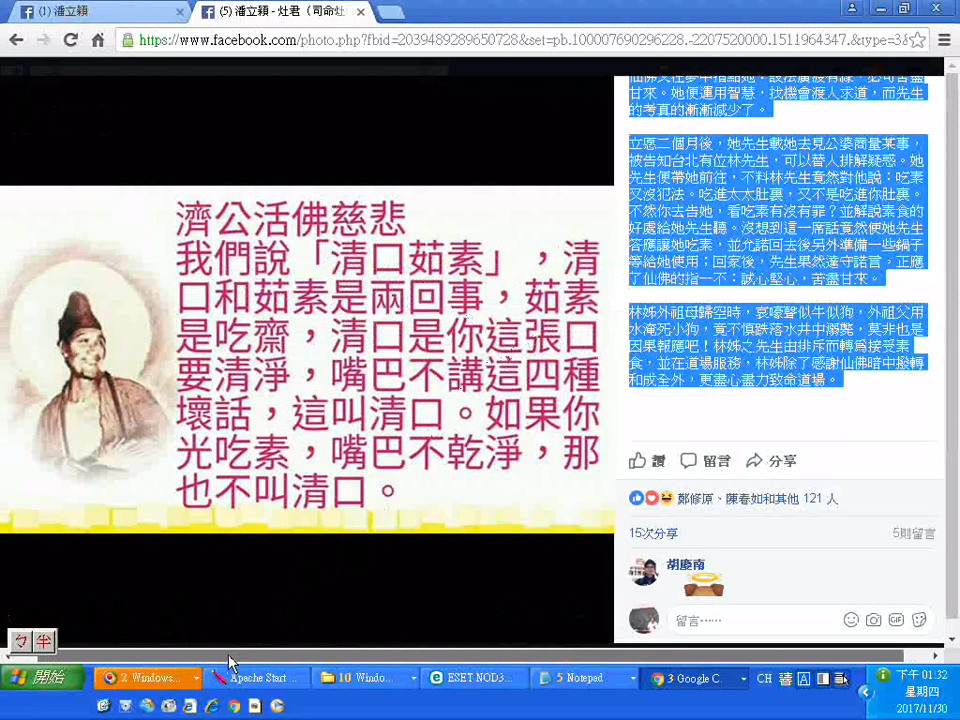 (1) 潘立穎
(5) 潘立穎 - 灶君（司命灶
https://www.facebook.com/photo.php?fbid=2039489289650728&set=pb.100007690296228.-2207520000.1511964347.&type=3&
濟公活佛慈悲
我們說「清口茹素」，清
口和茹素是兩回事，茹素
是吃齋，清口是你這張口
要清淨，嘴巴不講這四種
壞話，這叫清口。如果你
光吃素，嘴巴不乾淨，那
也不叫清口。
甘來。她便運用智慧，找機會渡人求道，而先生
的考真的漸漸減少了。
立愿二個月後，她先生載她去見公婆商量某事，
被告知台北有位林先生，可以替人排解疑惑。她
先生便帶她前往，不料林先生竟然對他說：吃素
又沒犯法。吃進太太肚裏，又不是吃進你肚裏。
不然你去告她，看吃素有沒有罪？並解說素食的
好處給她先生聽。沒想到這一席話竟然使她先生
答應讓她吃素，並允諾回去後另外準備一些鍋子
等給她使用；回家後，先生果然遵守諾言，正應
了仙佛的指一不：誠心堅心，苦盡甘來。
林姊外祖母歸空時，哀嚎聲似牛似狗，外祖父用
水淹死小狗，竟不慎跌落水井中溺斃，莫非也是
因果報應吧！林姊之先生由排斥而轉為接受素
食，並在道場服務，林姊除了感謝仙佛暗中撥轉
和成全外，更盡心盡力致命道場。
讚 留言 分享
鄭修原、陳春如和其他 121 人
15次分享 5則留言
胡慶南
留言……
ㄅ 半
開始
2 Windows...
Apache Start ...
10 Windo...
ESET NOD3...
5 Notepad
3 Google C...
CH
下午 01:32
星期四
2017/11/30